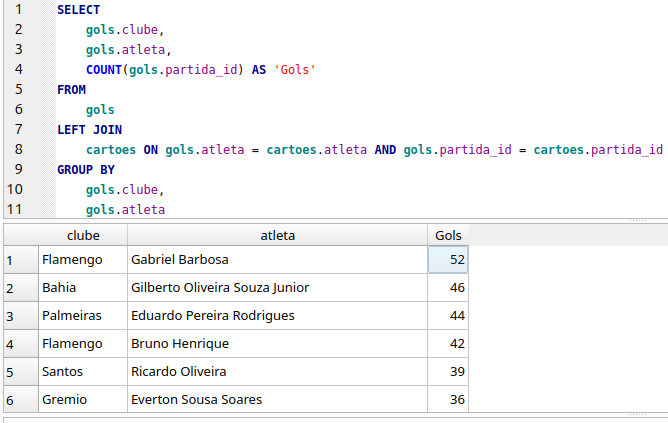 1 SELECT
2 gols.clube,
3 gols.atleta,
4 COUNT(gols.partida_id) AS 'Gols'
5 FROM
6 gols
7 LEFT JOIN
8 cartoes ON gols.atleta = cartoes.atleta AND gols.partida_id = cartoes.partida_id
9 GROUP BY
10 gols.clube,
11 gols.atleta
clube atleta Gols
1 Flamengo Gabriel Barbosa 52
2 Bahia Gilberto Oliveira Souza Junior 46
3 Palmeiras Eduardo Pereira Rodrigues 44
4 Flamengo Bruno Henrique 42
5 Santos Ricardo Oliveira 39
6 Gremio Everton Sousa Soares 36